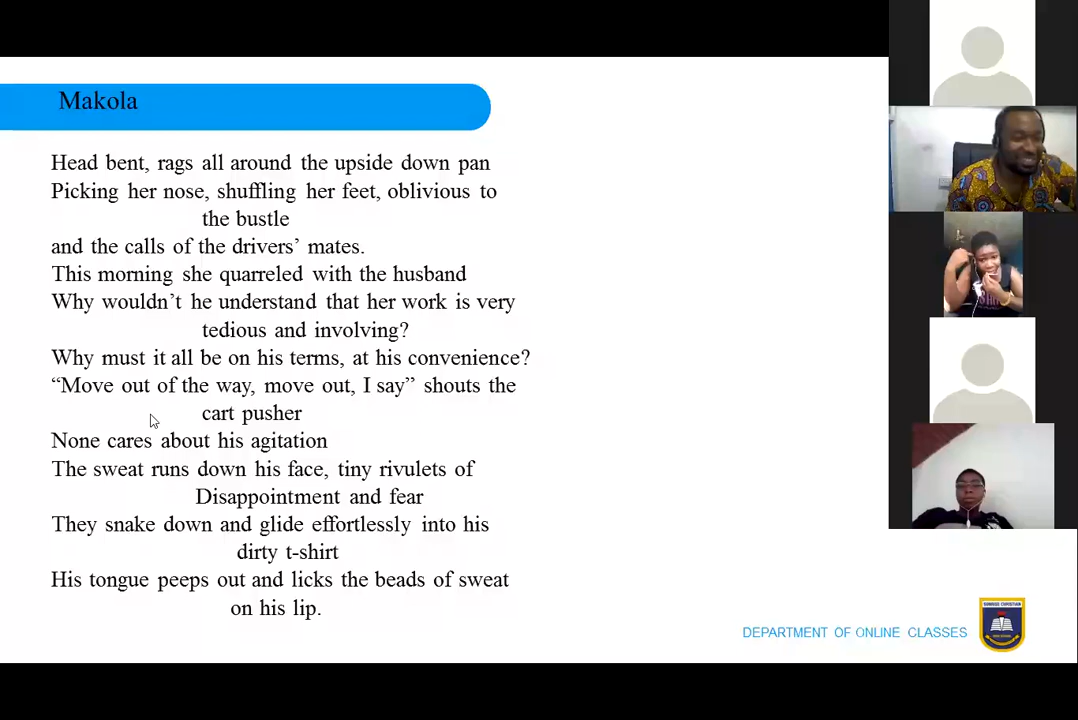 Makola
Head bent, rags all around the upside down pan
Picking her nose, shuffling her feet, oblivious to
the bustle
and the calls of the drivers’ mates.
This morning she quarreled with the husband
Why wouldn’t he understand that her work is very
tedious and involving?
Why must it all be on his terms, at his convenience?
“Move out of the way, move out, I say” shouts the
cart pusher
None cares about his agitation
The sweat runs down his face, tiny rivulets of
Disappointment and fear
They snake down and glide effortlessly into his
dirty t-shirt
His tongue peeps out and licks the beads of sweat
on his lip.
DEPARTMENT OF ONLINE CLASSES